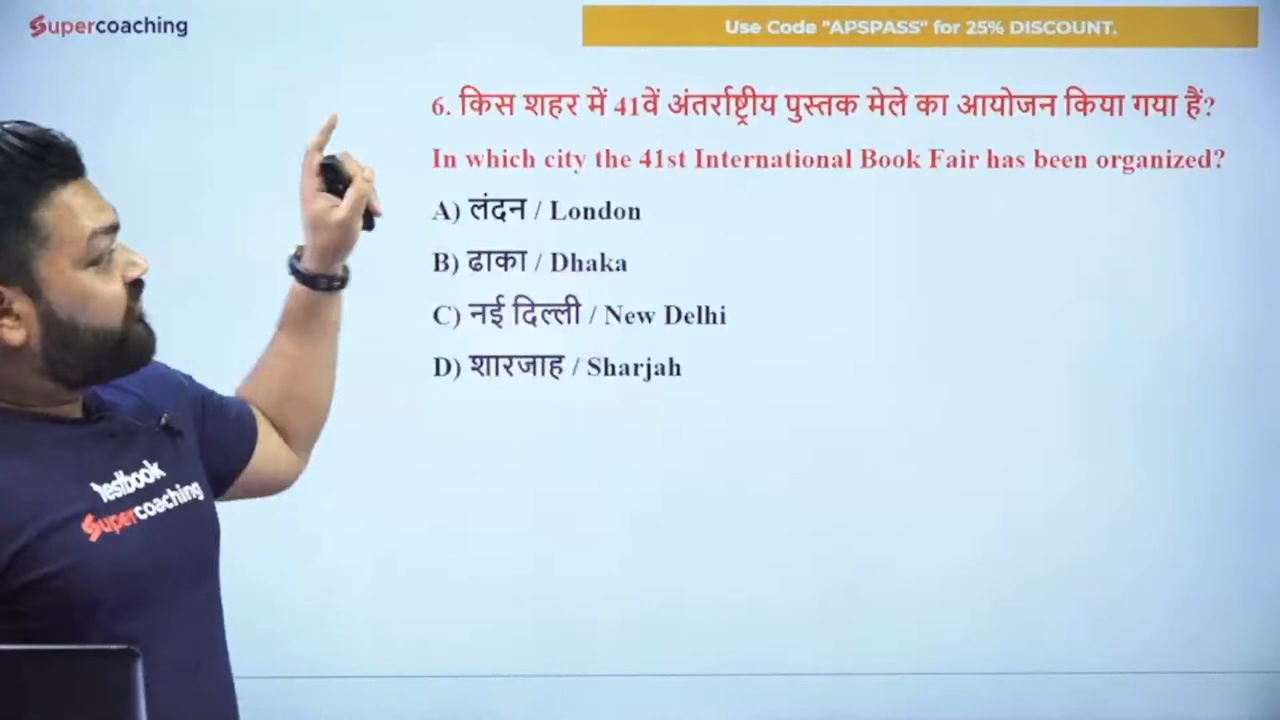 Supercoaching
Use Code "APSPASS" for 25% DISCOUNT.
6. किस शहर में 41वें अंतर्राष्ट्रीय पुस्तक मेले का आयोजन किया गया हैं?
In which city the 41st International Book Fair has been organized?
A) लंदन / London
B) ढाका / Dhaka
C) नई दिल्ली / New Delhi
D) शारजाह / Sharjah
testbook
Supercoaching